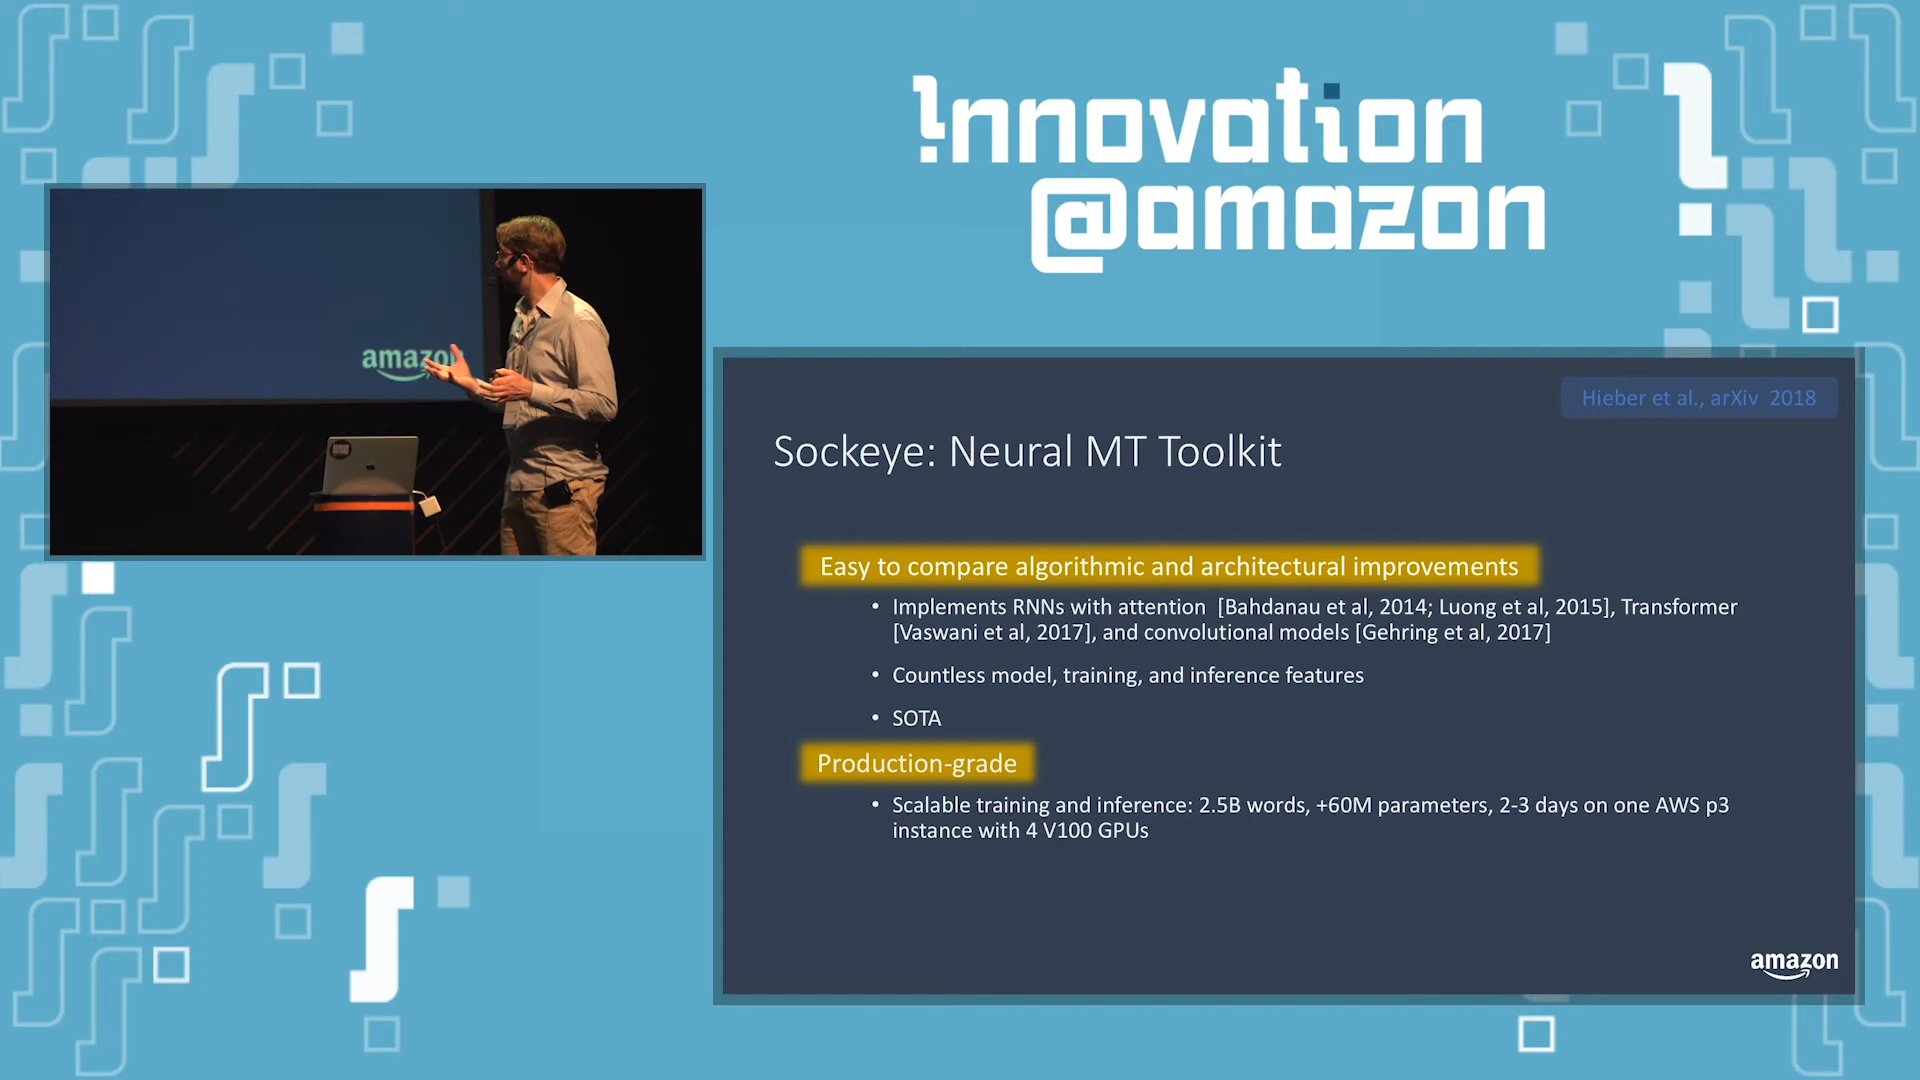 Innovation
@amazon
amazon
Hieber et al., arXiv 2018
Sockeye: Neural MT Toolkit
Easy to compare algorithmic and architectural improvements
• Implements RNNs with attention [Bahdanau et al, 2014; Luong et al, 2015], Transformer
[Vaswani et al, 2017], and convolutional models [Gehring et al, 2017]
• Countless model, training, and inference features
• SOTA
Production-grade
• Scalable training and inference: 2.5B words, +60M parameters, 2-3 days on one AWS p3
instance with 4 V100 GPUs
amazon